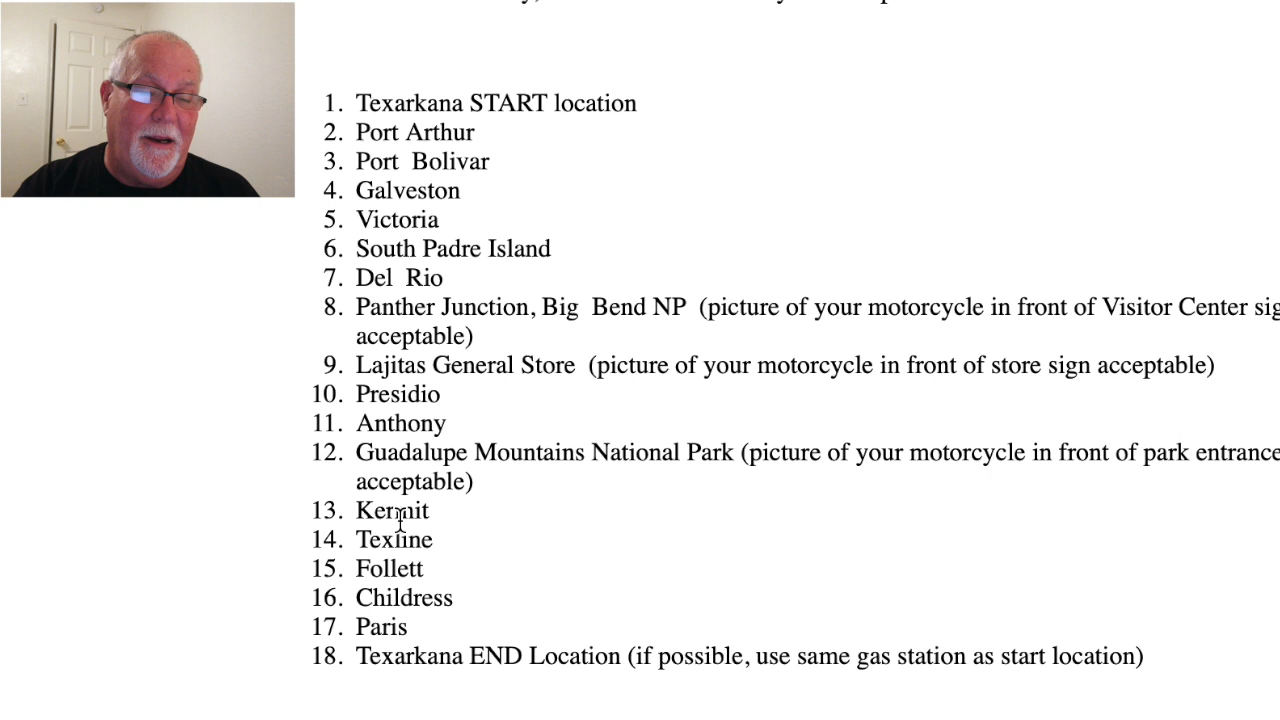 1. Texarkana START location
2. Port Arthur
3. Port Bolivar
4. Galveston
5. Victoria
6. South Padre Island
7. Del Rio
8. Panther Junction, Big Bend NP (picture of your motorcycle in front of Visitor Center
acceptable)
9. Lajitas General Store (picture of your motorcycle in front of store sign acceptable)
10. Presidio
11. Anthony
12. Guadalupe Mountains National Park (picture of your motorcycle in front of park entrance
acceptable)
13. Kermit
14. Texline
15. Follett
16. Childress
17. Paris
18. Texarkana END Location (if possible, use same gas station as start location)